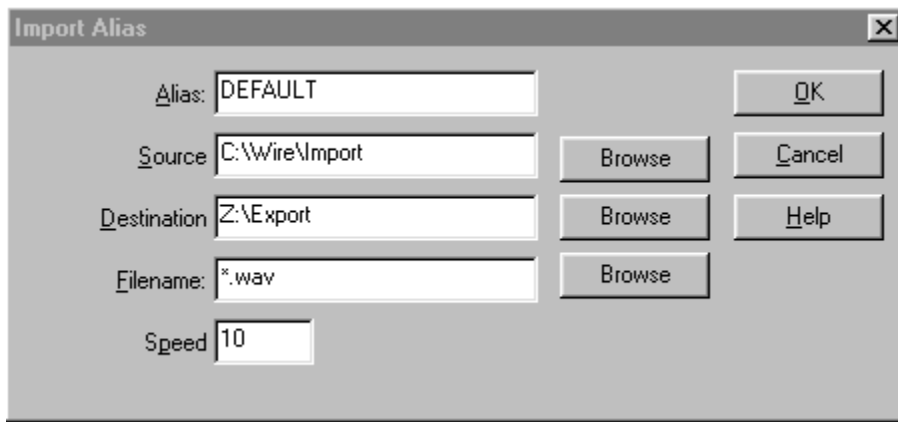 Import Alias
Alias: DEFAULT OK
Source C:\Wire\Import Browse Cancel
Destination Z:\Export Browse Help
Filename: *.wav Browse
Speed 10